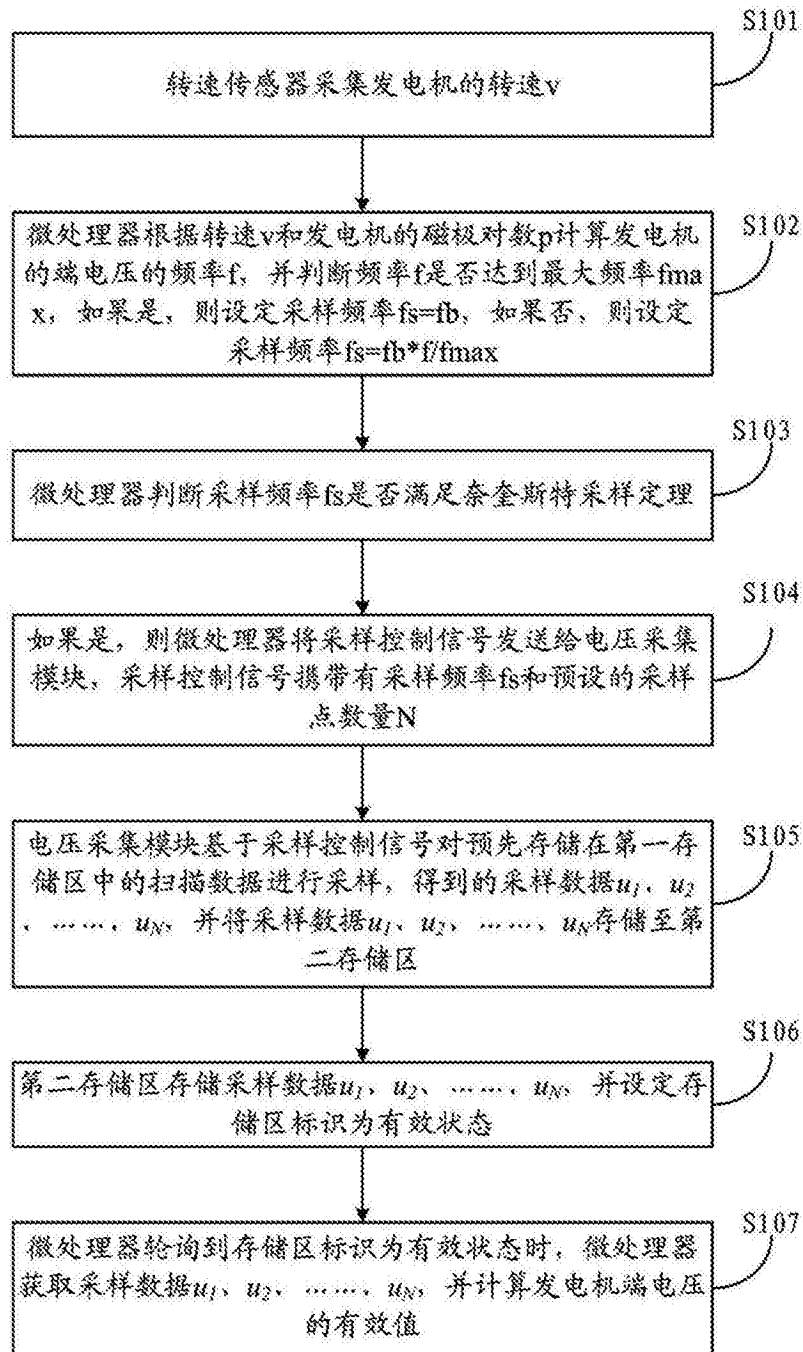 S101
转速传感器采集发电机的转速v
S102
微处理器根据转速v和发电机的磁极对数p计算发电机
的端电压的频率f，并判断频率f是否达到最大频率fma
x，如果是，则设定采样频率fs=fb，如果否，则设定
采样频率fs=fb*f/fmax
S103
微处理器判断采样频率fs是否满足奈奎斯特采样定理
S104
如果是，则微处理器将采样控制信号发送给电压采集
模块，采样控制信号携带有采样频率fs和预设的采样
点数量N
S105
电压采集模块基于采样控制信号对预先存储在第一存
储区中的扫描数据进行采样，得到的采样数据u1、u2
、……、uN，并将采样数据u1、u2、……、uN存储至第
二存储区
S106
第二存储区存储采样数据u1、u2、……、uN，并设定存
储区标识为有效状态
S107
微处理器轮询到存储区标识为有效状态时，微处理器
获取采样数据u1、u2、……、uN，并计算发电机端电压
的有效值